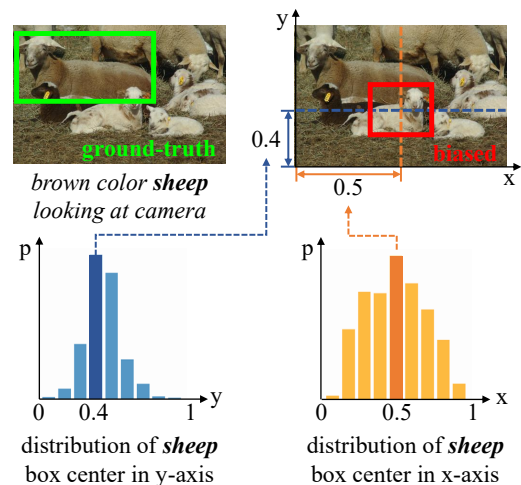 ground-truth
brown color sheep
looking at camera
y
0.4
biased
x
0.5
p
0
0.4
1
y
distribution of sheep
box center in y-axis
p
0
0.5
1
x
distribution of sheep
box center in x-axis